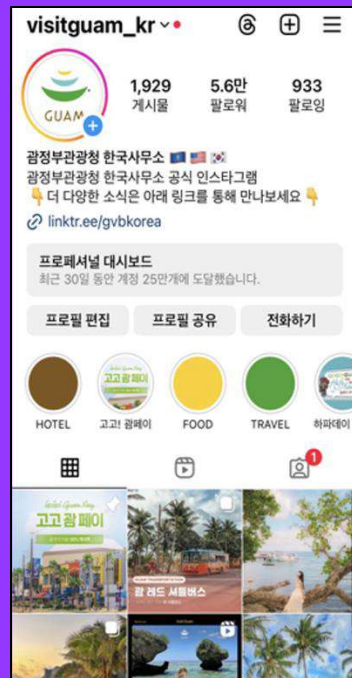 visitguam_kr
GUAM
1,929 5.6만 933
게시물 팔로워 팔로잉
괌정부관광청 한국사무소
괌정부관광청 한국사무소 공식 인스타그램
더 다양한 소식은 아래 링크를 통해 만나보세요
linktr.ee/gvbkorea
프로페셔널 대시보드
최근 30일 동안 계정 25만개에 도달했습니다.
프로필 편집 프로필 공유 전화하기
HOTEL 고고! 괌페이 FOOD TRAVEL 하파데이
1
고고 괌 페이
괌 레드 셔틀버스